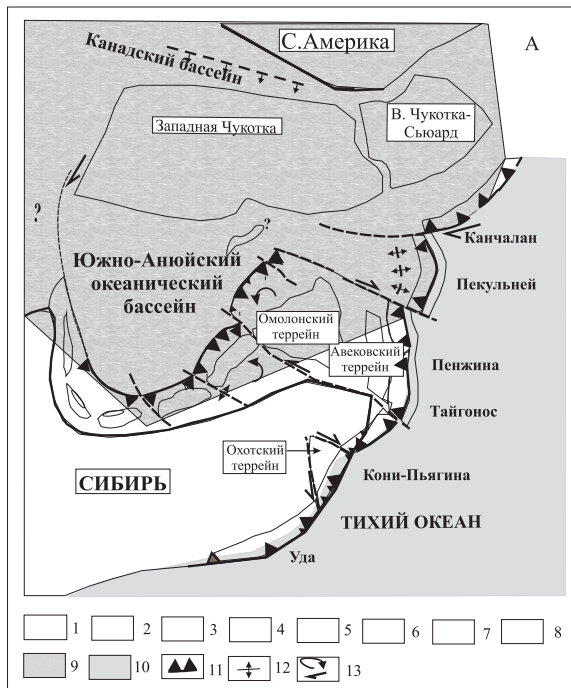 С.Америка
А
Канадский бассейн
Западная Чукотка
В. Чукотка-
Сьюард
?
?
Канчалан
Южно-Анюйский
океанический
бассейн
Пекульней
Омолонский
террейн
Авековский
террейн
Пенжина
Тайгонос
Охотский
террейн
Кони-Пьягина
СИБИРЬ
ТИХИЙ ОКЕАН
Уда
1 2 3 4 5 6 7 8
9 10 11 12 13